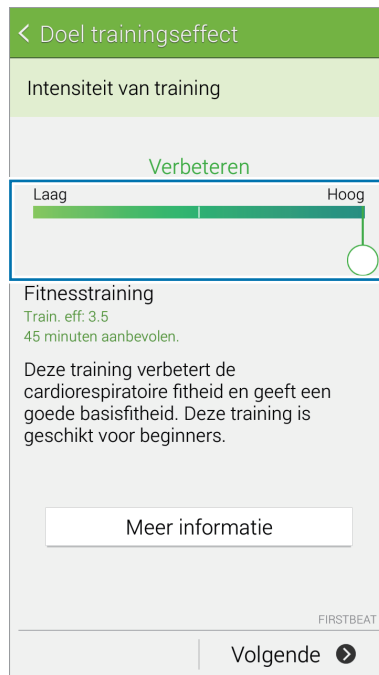 Doel trainingseffect
Intensiteit van training
Verbeteren
Laag Hoog
Fitnesstraining
Train. eff: 3.5
45 minuten aanbevolen.
Deze training verbetert de
cardiorespiratoire fitheid en geeft een
goede basisfitheid. Deze training is
geschikt voor beginners.
Meer informatie
FIRSTBEAT
Volgende